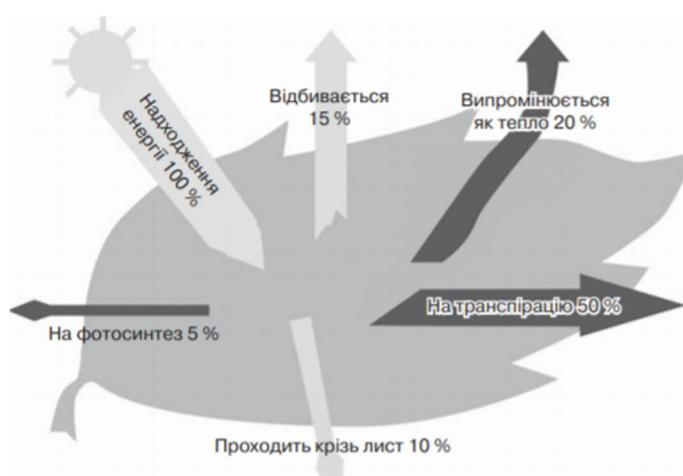 Надходження
енергії 100 %
Відбивається
15 %
Випромінюється
як тепло 20 %
На транспірацію 50 %
На фотосинтез 5 %
Проходить крізь лист 10 %